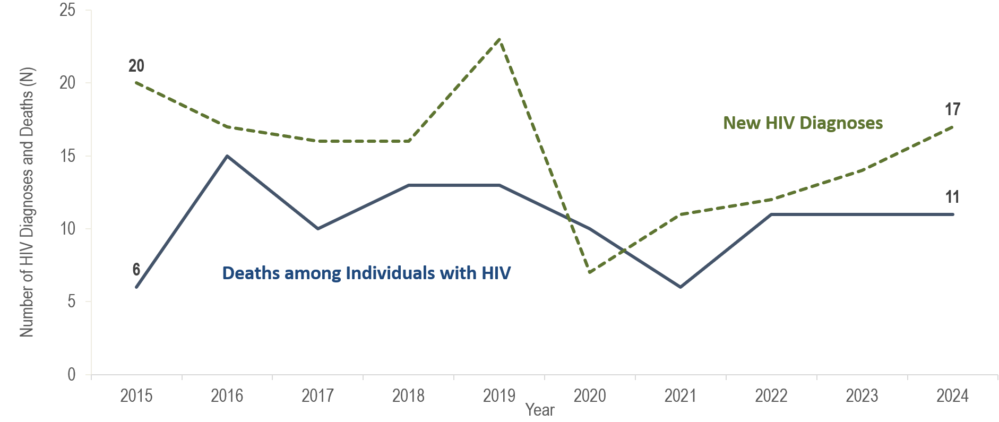 Number of HIV Diagnoses and Deaths (N)
25
20
15
10
5
0
20
6
17
11
New HIV Diagnoses
Deaths among Individuals with HIV
2015 2016 2017 2018 2019 2020 2021 2022 2023 2024
Year